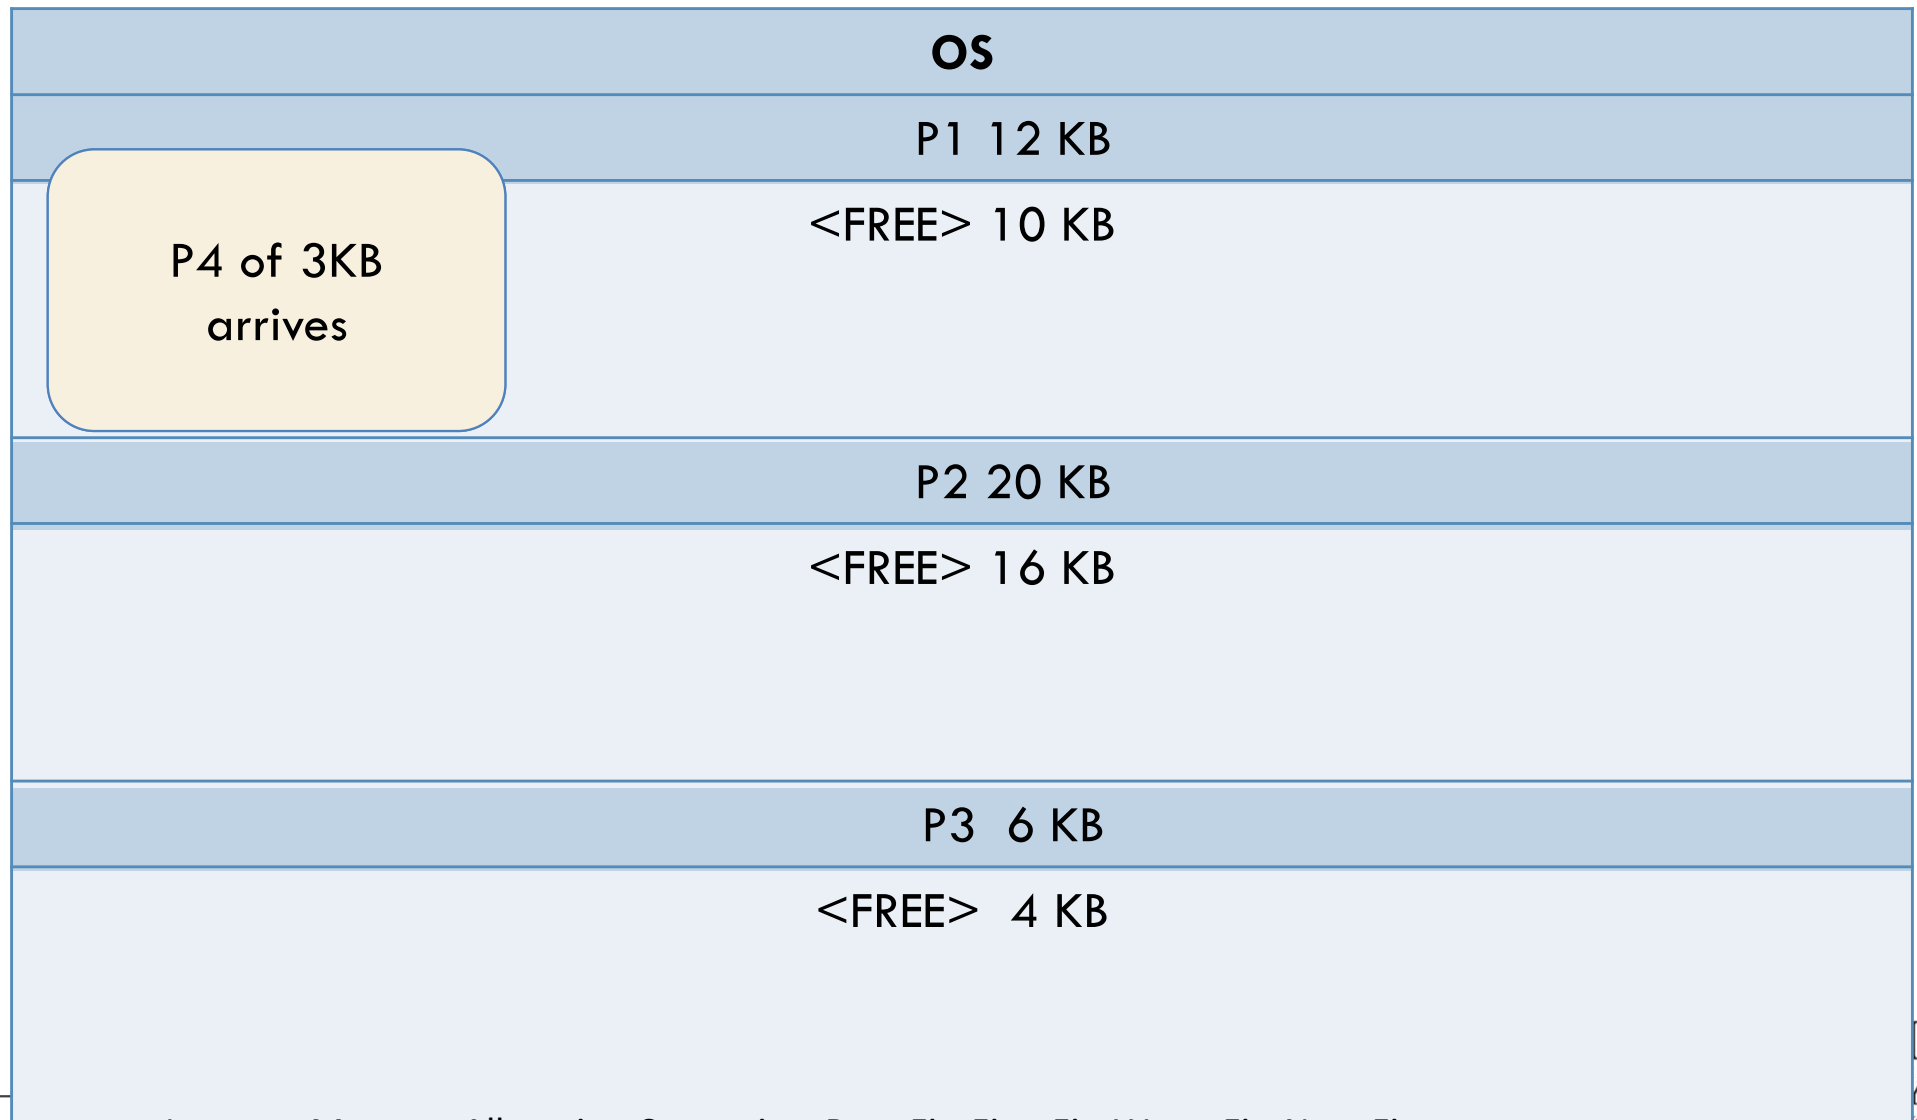 OS
P1 12 KB
<FREE> 10 KB
P4 of 3KB
arrives
P2 20 KB
<FREE> 16 KB
P3 6 KB
<FREE> 4 KB